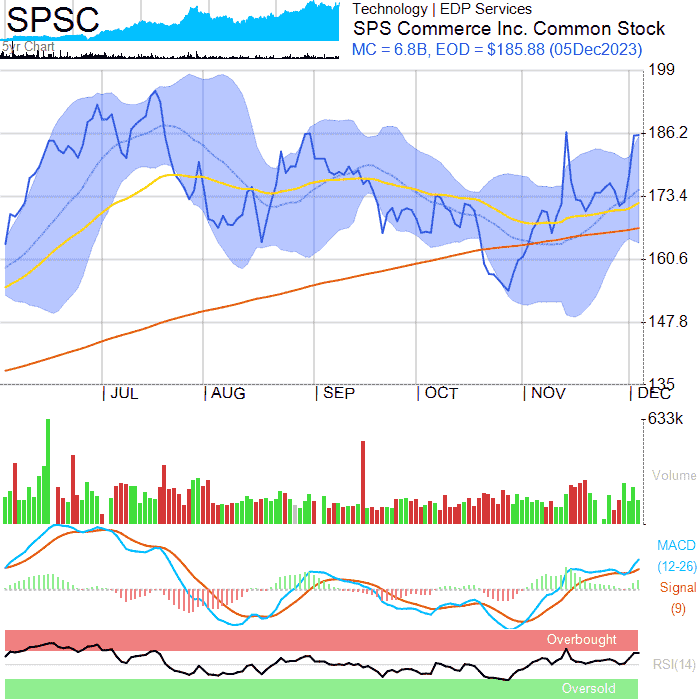 SPSC
5yr Chart
Technology | EDP Services
SPS Commerce Inc. Common Stock
MC = 6.8B, EOD = $185.88 (05Dec2023)
199
186.2
173.4
160.6
147.8
135
JUL
AUG
SEP
OCT
NOV
DEC
633k
Volume
MACD
(12-26)
Signal
(9)
Overbought
RSI(14)
Oversold